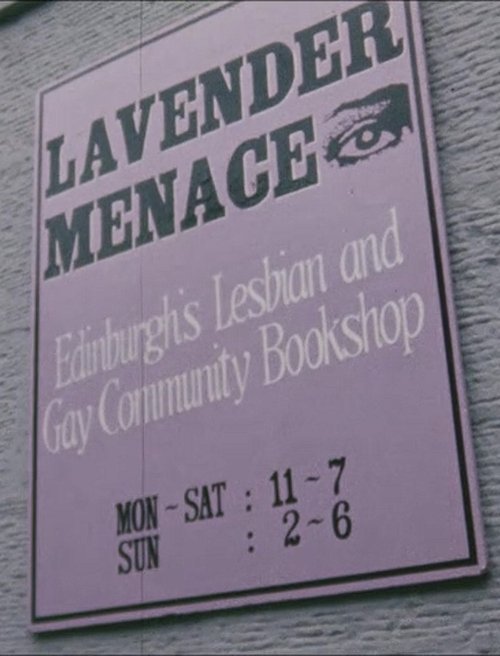 LAVENDER
MENACE
Edinburgh's Lesbian and
Gay Community Bookshop
MON ~ SAT : 11 ~ 7
SUN : 2 ~ 6